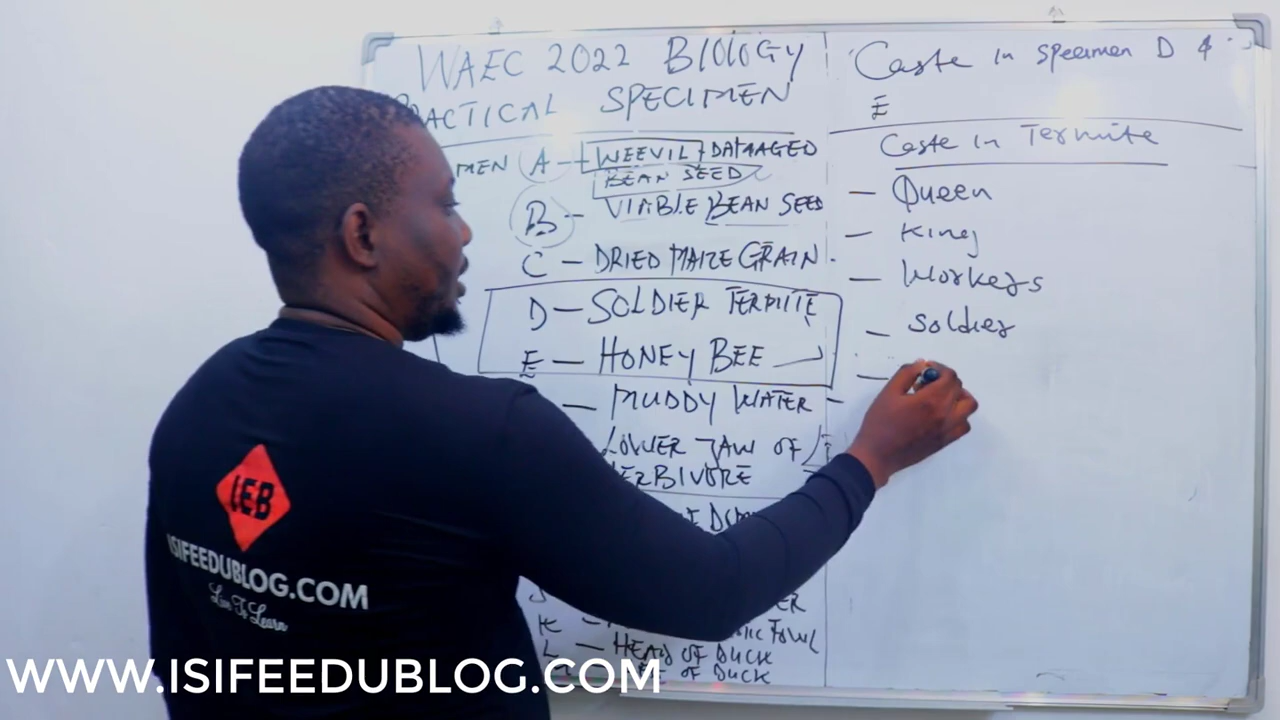 WAEC 2022 BIOLOGY
PRACTICAL SPECIMEN
MEN A - WEEVIL DAMAGED
BEAN SEED
B - VIABLE BEAN SEED
C - DRIED MAIZE GRAIN.
D - SOLDIER TERMITE
E - HONEY BEE
- MUDDY WATER
LOWER JAW OF
HERBIVORE
K
L - HEAD OF DUCK
OF DUCK
Caste in specimen D &
E
Caste in Termite
- Queen
- King
- Workers
- Soldier
-
IEB
ISIFEEDUBLOG.COM
Live To Learn
WWW.ISIFEEDUBLOG.COM